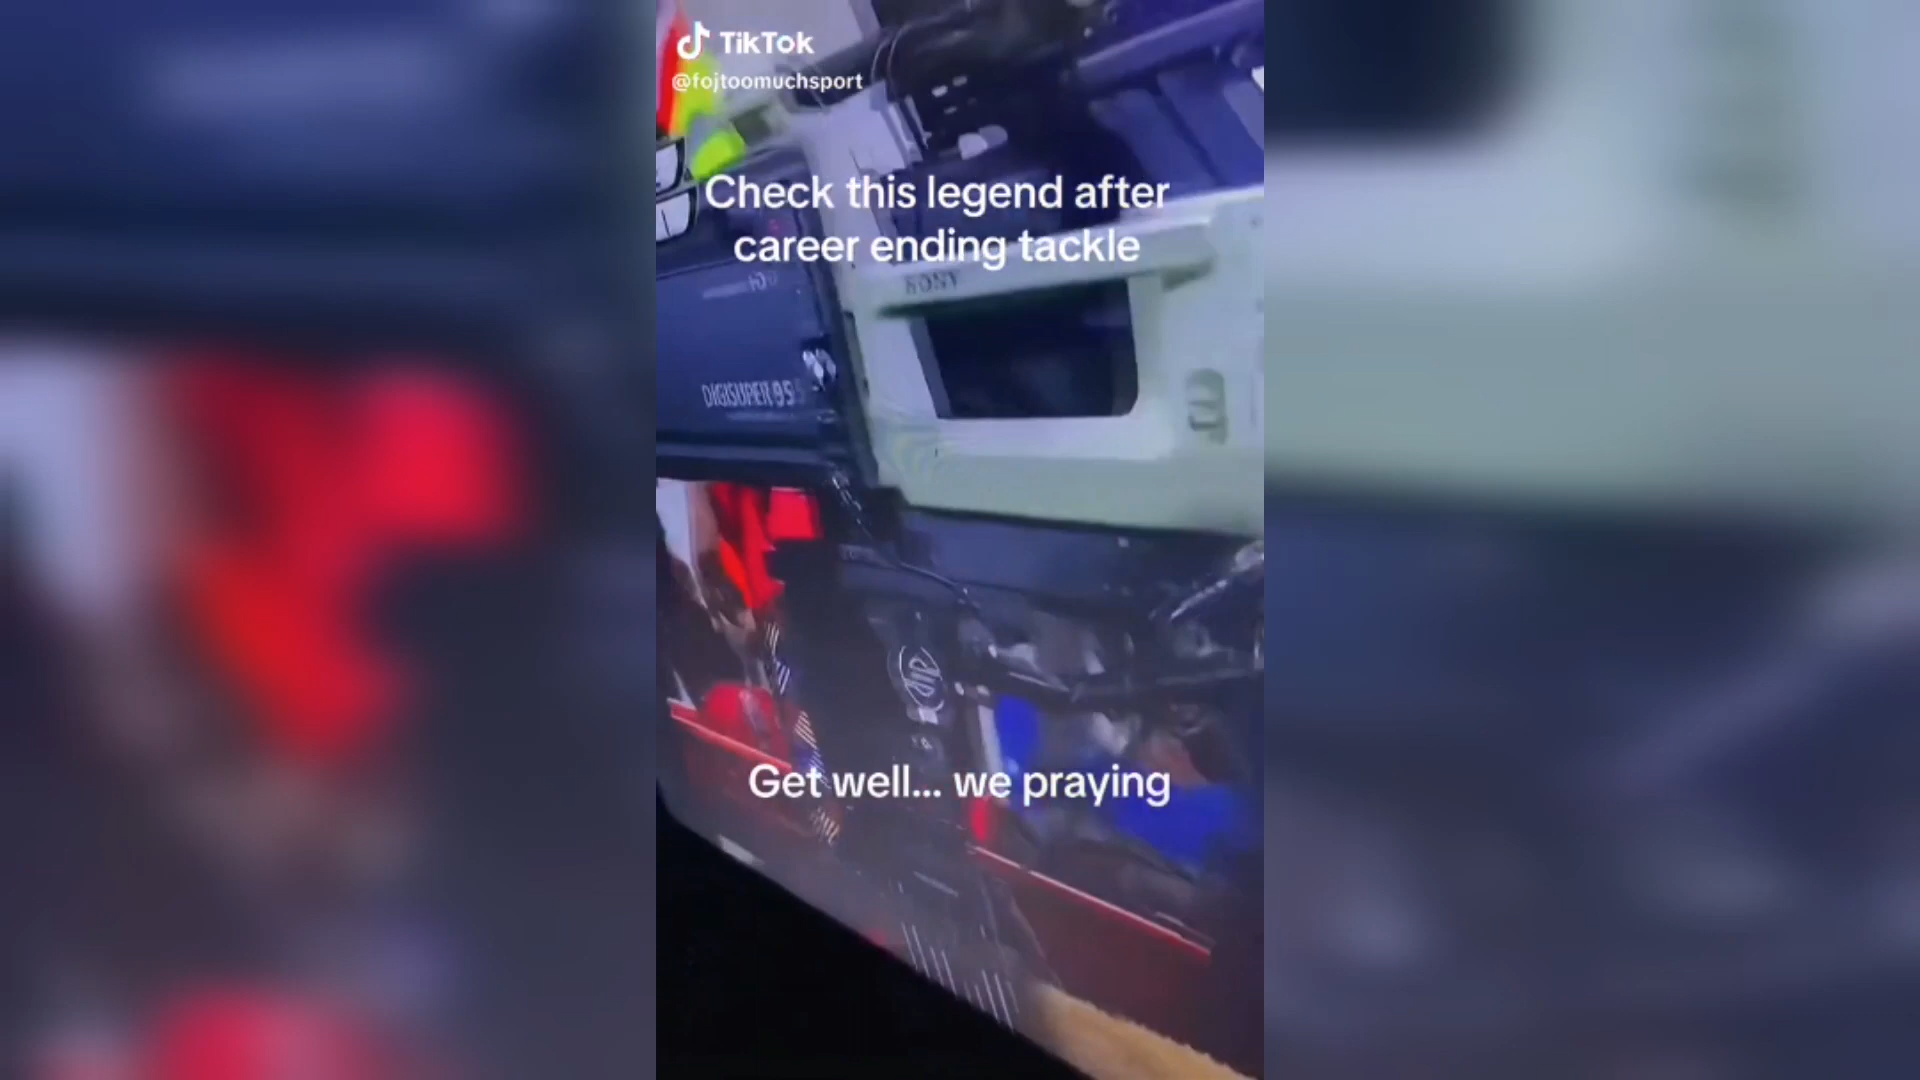 TikTok
@fojtoomuchsport
Check this legend after
career ending tackle
SONY
DIGISUPER 95
Get well... we praying